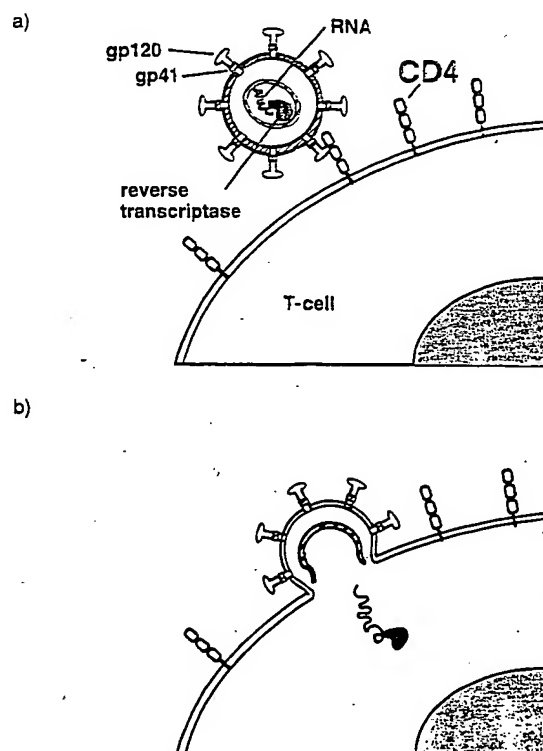 a)
RNA
gp120
gp41
CD4
reverse
transcriptase
T-cell
b)